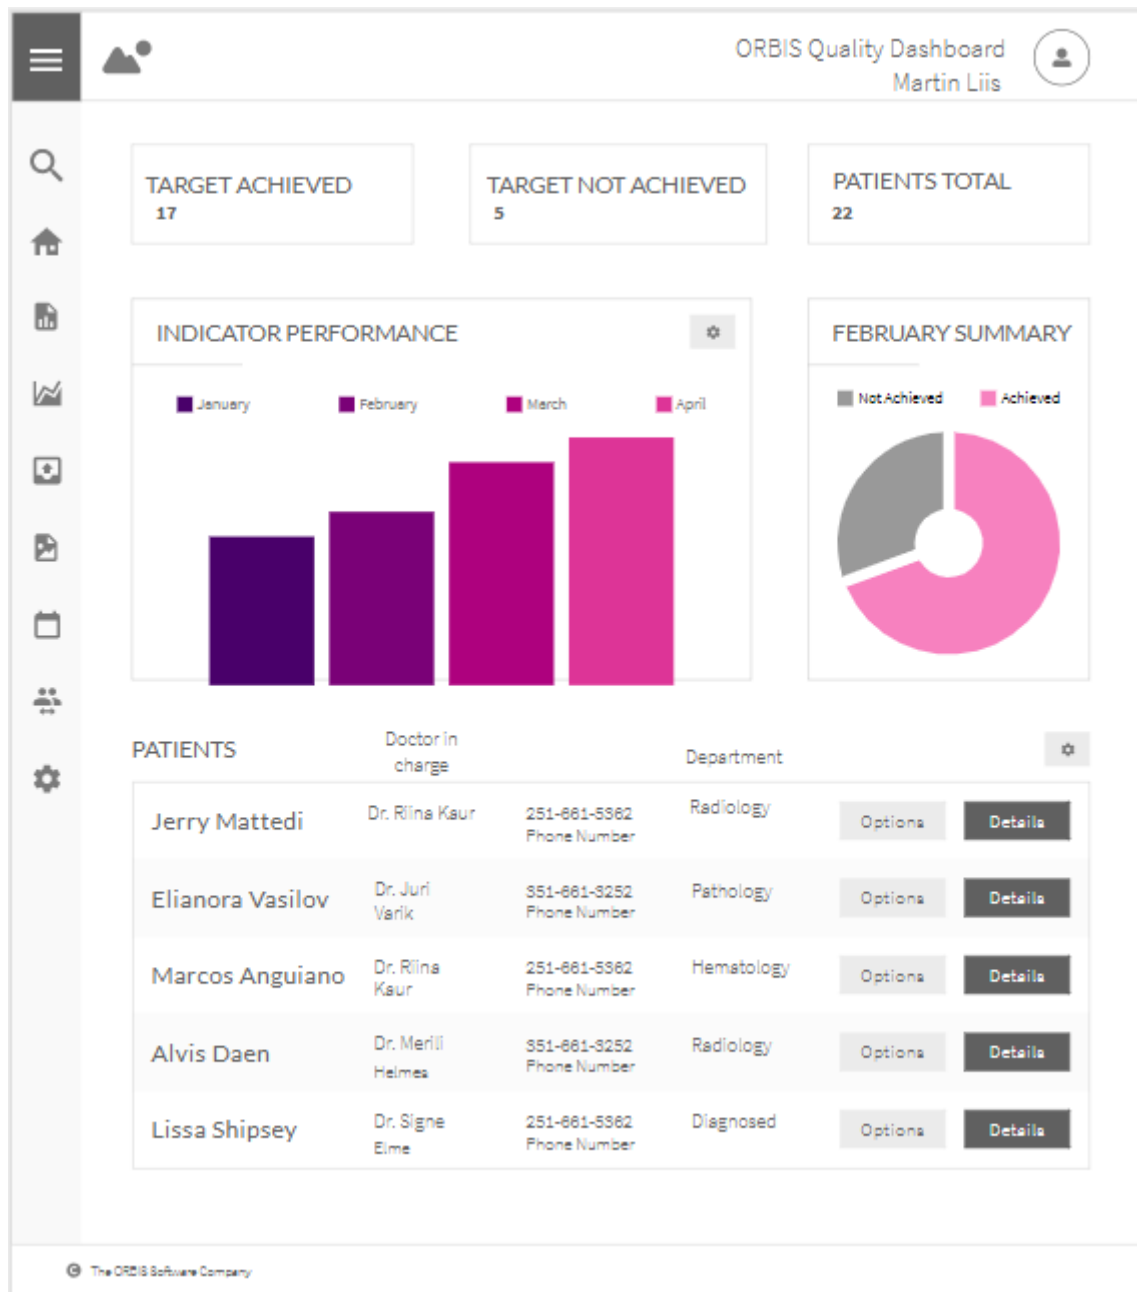 ORBIS Quality Dashboard
Martin Liis
TARGET ACHIEVED
17
TARGET NOT ACHIEVED
5
PATIENTS TOTAL
22
INDICATOR PERFORMANCE
January
February
March
April
FEBRUARY SUMMARY
Not Achieved
Achieved
PATIENTS
Doctor in
charge
Department
Jerry Mattedi
Dr. Riina Kaur
251-661-5362
Phone Number
Radiology
Options
Details
Elianora Vasilov
Dr. Juri
Varik
351-661-3252
Phone Number
Pathology
Options
Details
Marcos Anguiano
Dr. Riina
Kaur
251-661-5362
Phone Number
Hematology
Options
Details
Alvis Daen
Dr. Merili
Helmes
351-661-3252
Phone Number
Radiology
Options
Details
Lissa Shipsey
Dr. Signe
Elme
251-661-5362
Phone Number
Diagnosed
Options
Details
The ORBIS Software Company